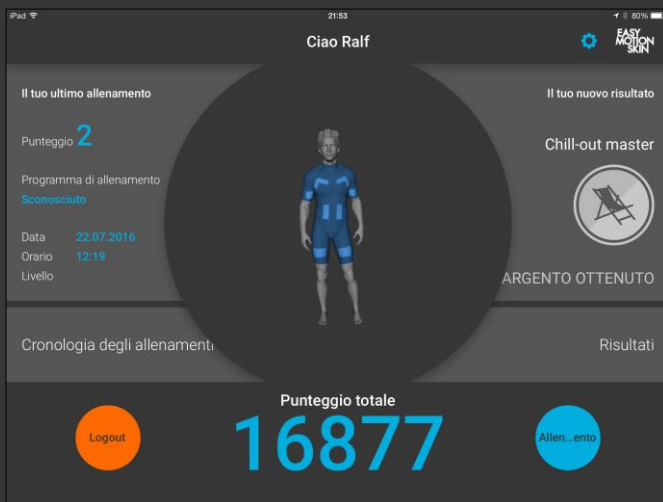 iPad 21:53 80%
Ciao Ralf
EASY
MOTION
SKIN
Il tuo ultimo allenamento
Punteggio 2
Programma di allenamento
Sconosciuto
Data 22.07.2016
Orario 12:19
Livello
Il tuo nuovo risultato
Chill-out master
ARGENTO OTTENUTO
Cronologia degli allenamenti
Risultati
Punteggio totale
Logout
16877
Allen...ento